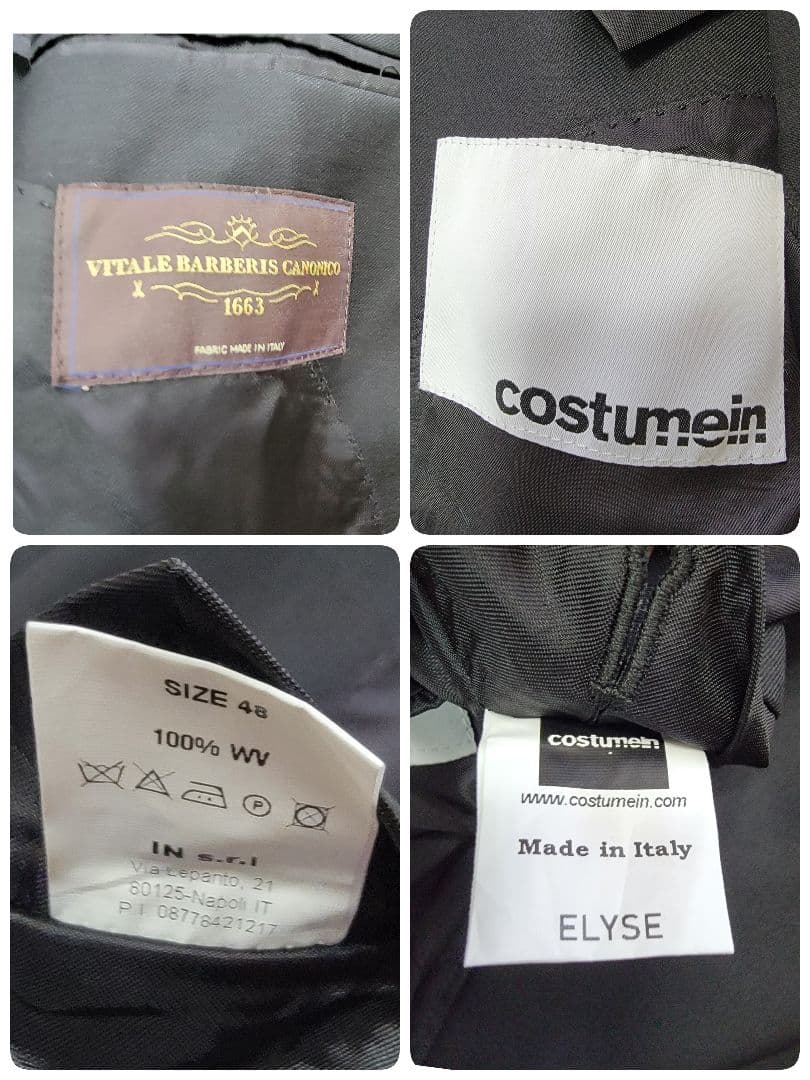 VITALE BARBERIS CANONICO
1663
FABRIC MADE IN ITALY
costumein
SIZE 48
100% WV
P
IN s.r.l
Via Lepanto, 21
80125-Napoli IT
P.I. 08778421217
costumein
www.costumein.com
Made in Italy
ELYSE